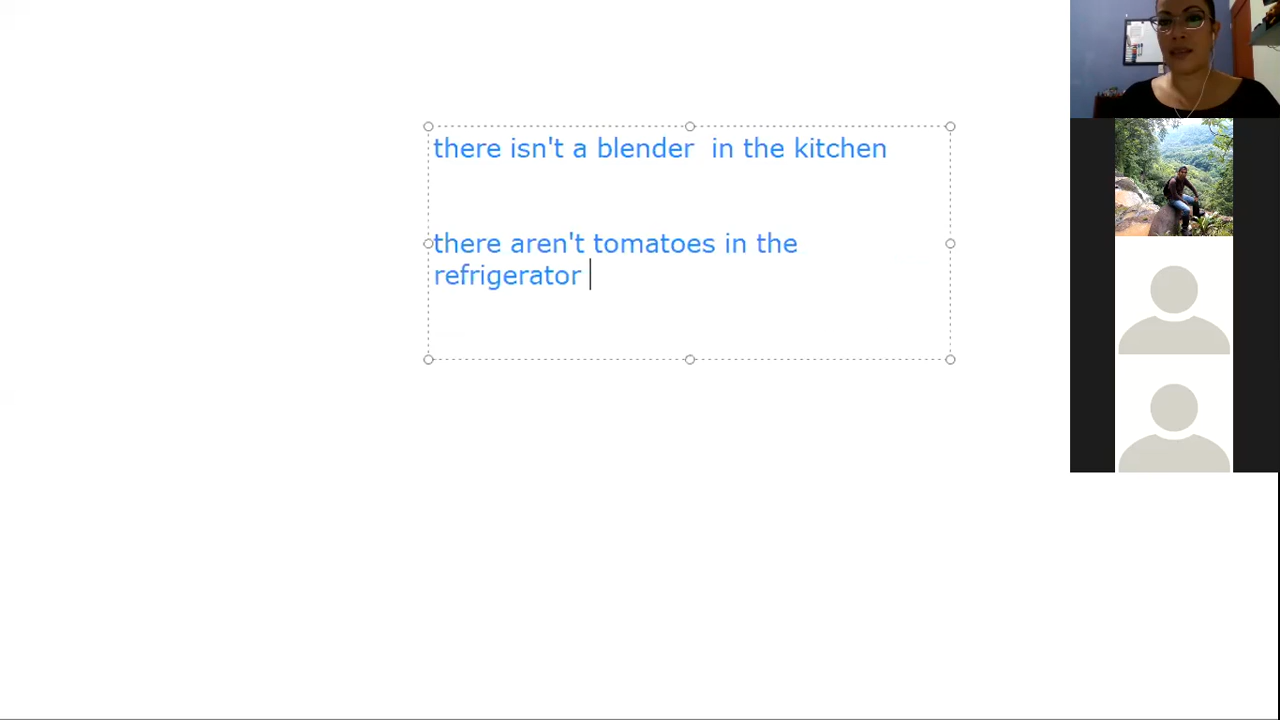 there isn't a blender  in the kitchen
there aren't tomatoes in the
refrigerator